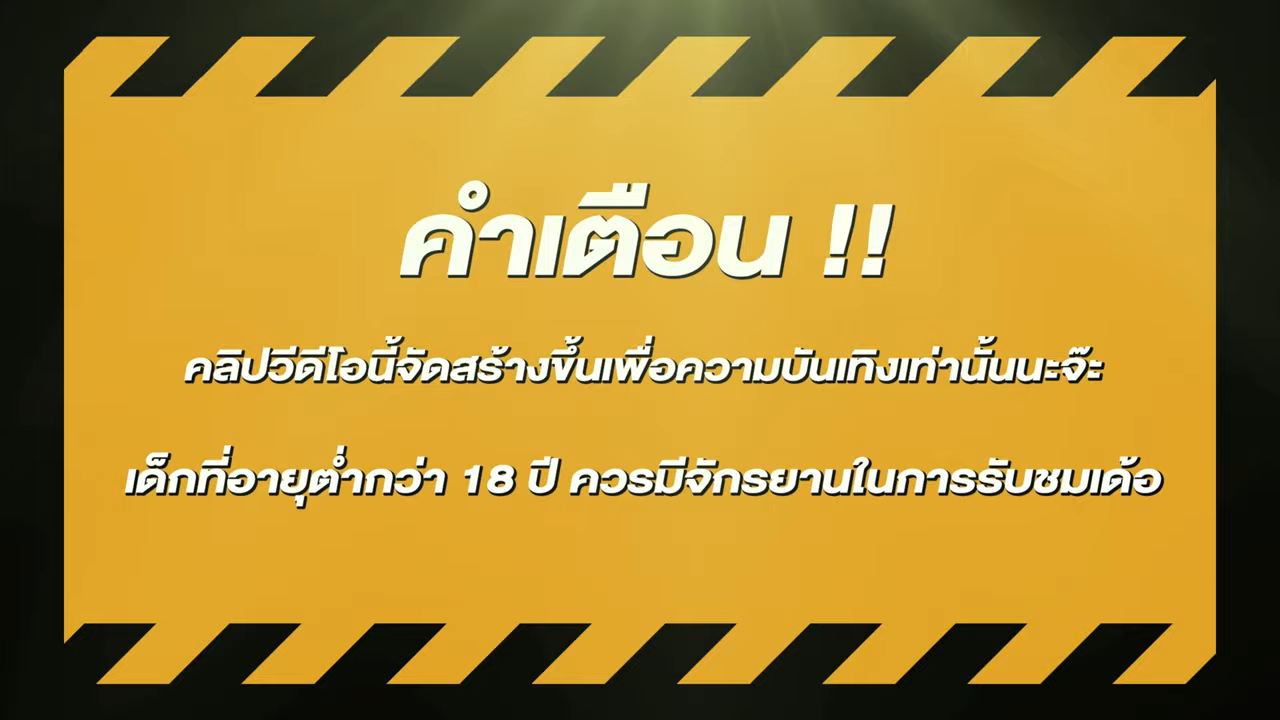 คำเตือน !!
คลิปวีดีโอนี้จัดสร้างขึ้นเพื่อความบันเทิงเท่านั้นนะจ๊ะ
เด็กที่อายุต่ำกว่า 18 ปี ควรมีจักรยานในการรับชมเด้อ